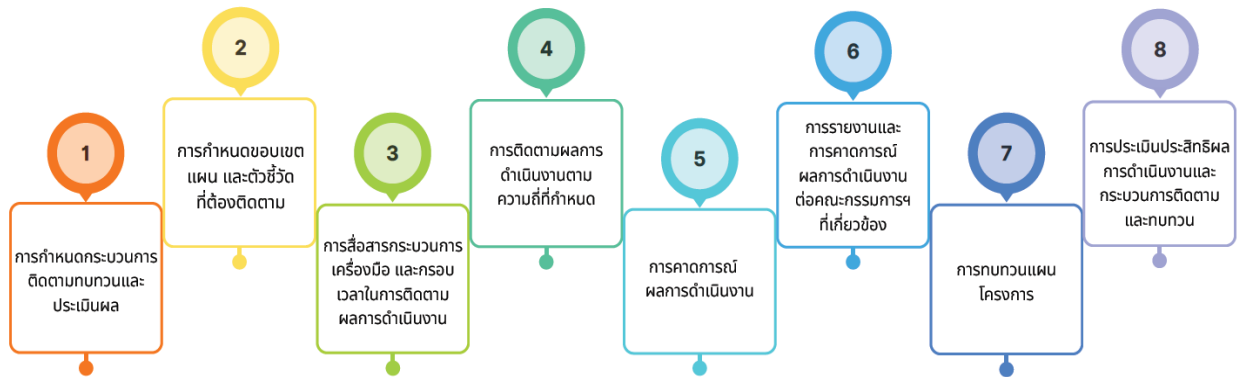 1
การกำหนดกระบวนการ
ติดตามทบทวนและ
ประเมินผล
2
การกำหนดขอบเขต
แผน และตัวชี้วัด
ที่ต้องติดตาม
3
การสื่อสารกระบวนการ
เครื่องมือ และกรอบ
เวลาในการติดตาม
ผลการดำเนินงาน
4
การติดตามผลการ
ดำเนินงานตาม
ความถี่ที่กำหนด
5
การคาดการณ์
ผลการดำเนินงาน
6
การรายงานและ
การคาดการณ์
ผลการดำเนินงาน
ต่อคณะกรรมการฯ
ที่เกี่ยวข้อง
7
การทบทวนแผน
โครงการ
8
การประเมินประสิทธิผล
การดำเนินงานและ
กระบวนการติดตาม
และทบทวน